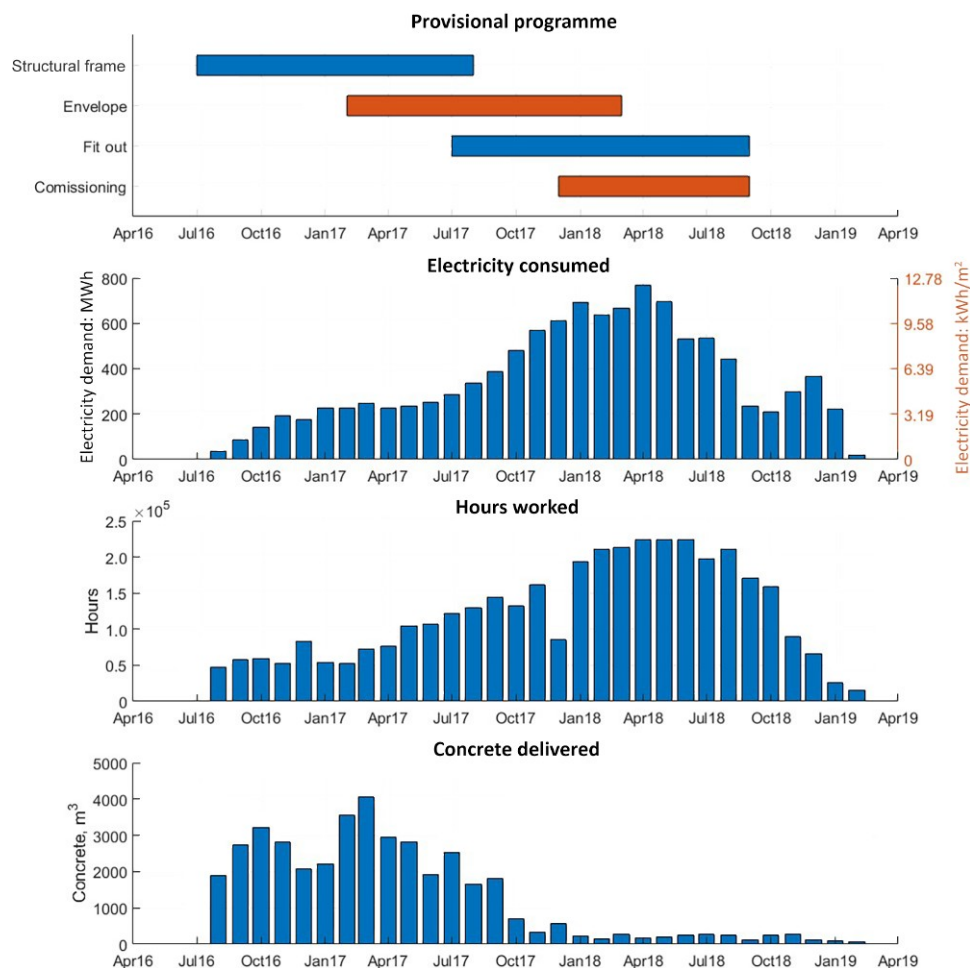 Provisional programme
Structural frame
Envelope
Fit out
Comissioning
Apr16 Jul16 Oct16 Jan17 Apr17 Jul17 Oct17 Jan18 Apr18 Jul18 Oct18 Jan19 Apr19
Electricity consumed
Electricity demand: MWh
800
600
400
200
0
12.78
9.58
6.39
3.19
0
Electricity demand: kWh/m²
Apr16 Jul16 Oct16 Jan17 Apr17 Jul17 Oct17 Jan18 Apr18 Jul18 Oct18 Jan19 Apr19
Hours worked
×10⁵
Hours
2.5
2.0
1.5
1.0
0.5
0
Apr16 Jul16 Oct16 Jan17 Apr17 Jul17 Oct17 Jan18 Apr18 Jul18 Oct18 Jan19 Apr19
Concrete delivered
Concrete, m³
5000
4000
3000
2000
1000
0
Apr16 Jul16 Oct16 Jan17 Apr17 Jul17 Oct17 Jan18 Apr18 Jul18 Oct18 Jan19 Apr19